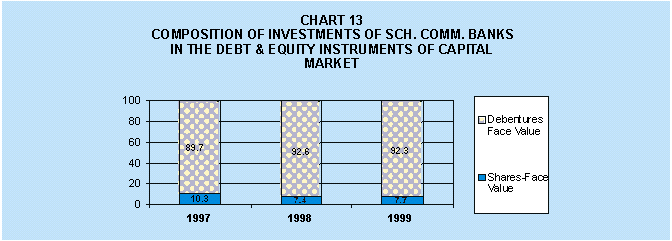 CHART 13
COMPOSITION OF INVESTMENTS OF SCH. COMM. BANKS
IN THE DEBT & EQUITY INSTRUMENTS OF CAPITAL
MARKET
100
80
60
40
20
0
89.7
92.6
92.3
10.3
7.4
7.7
1997
1998
1999
Debentures
Face Value
Shares-Face
Value